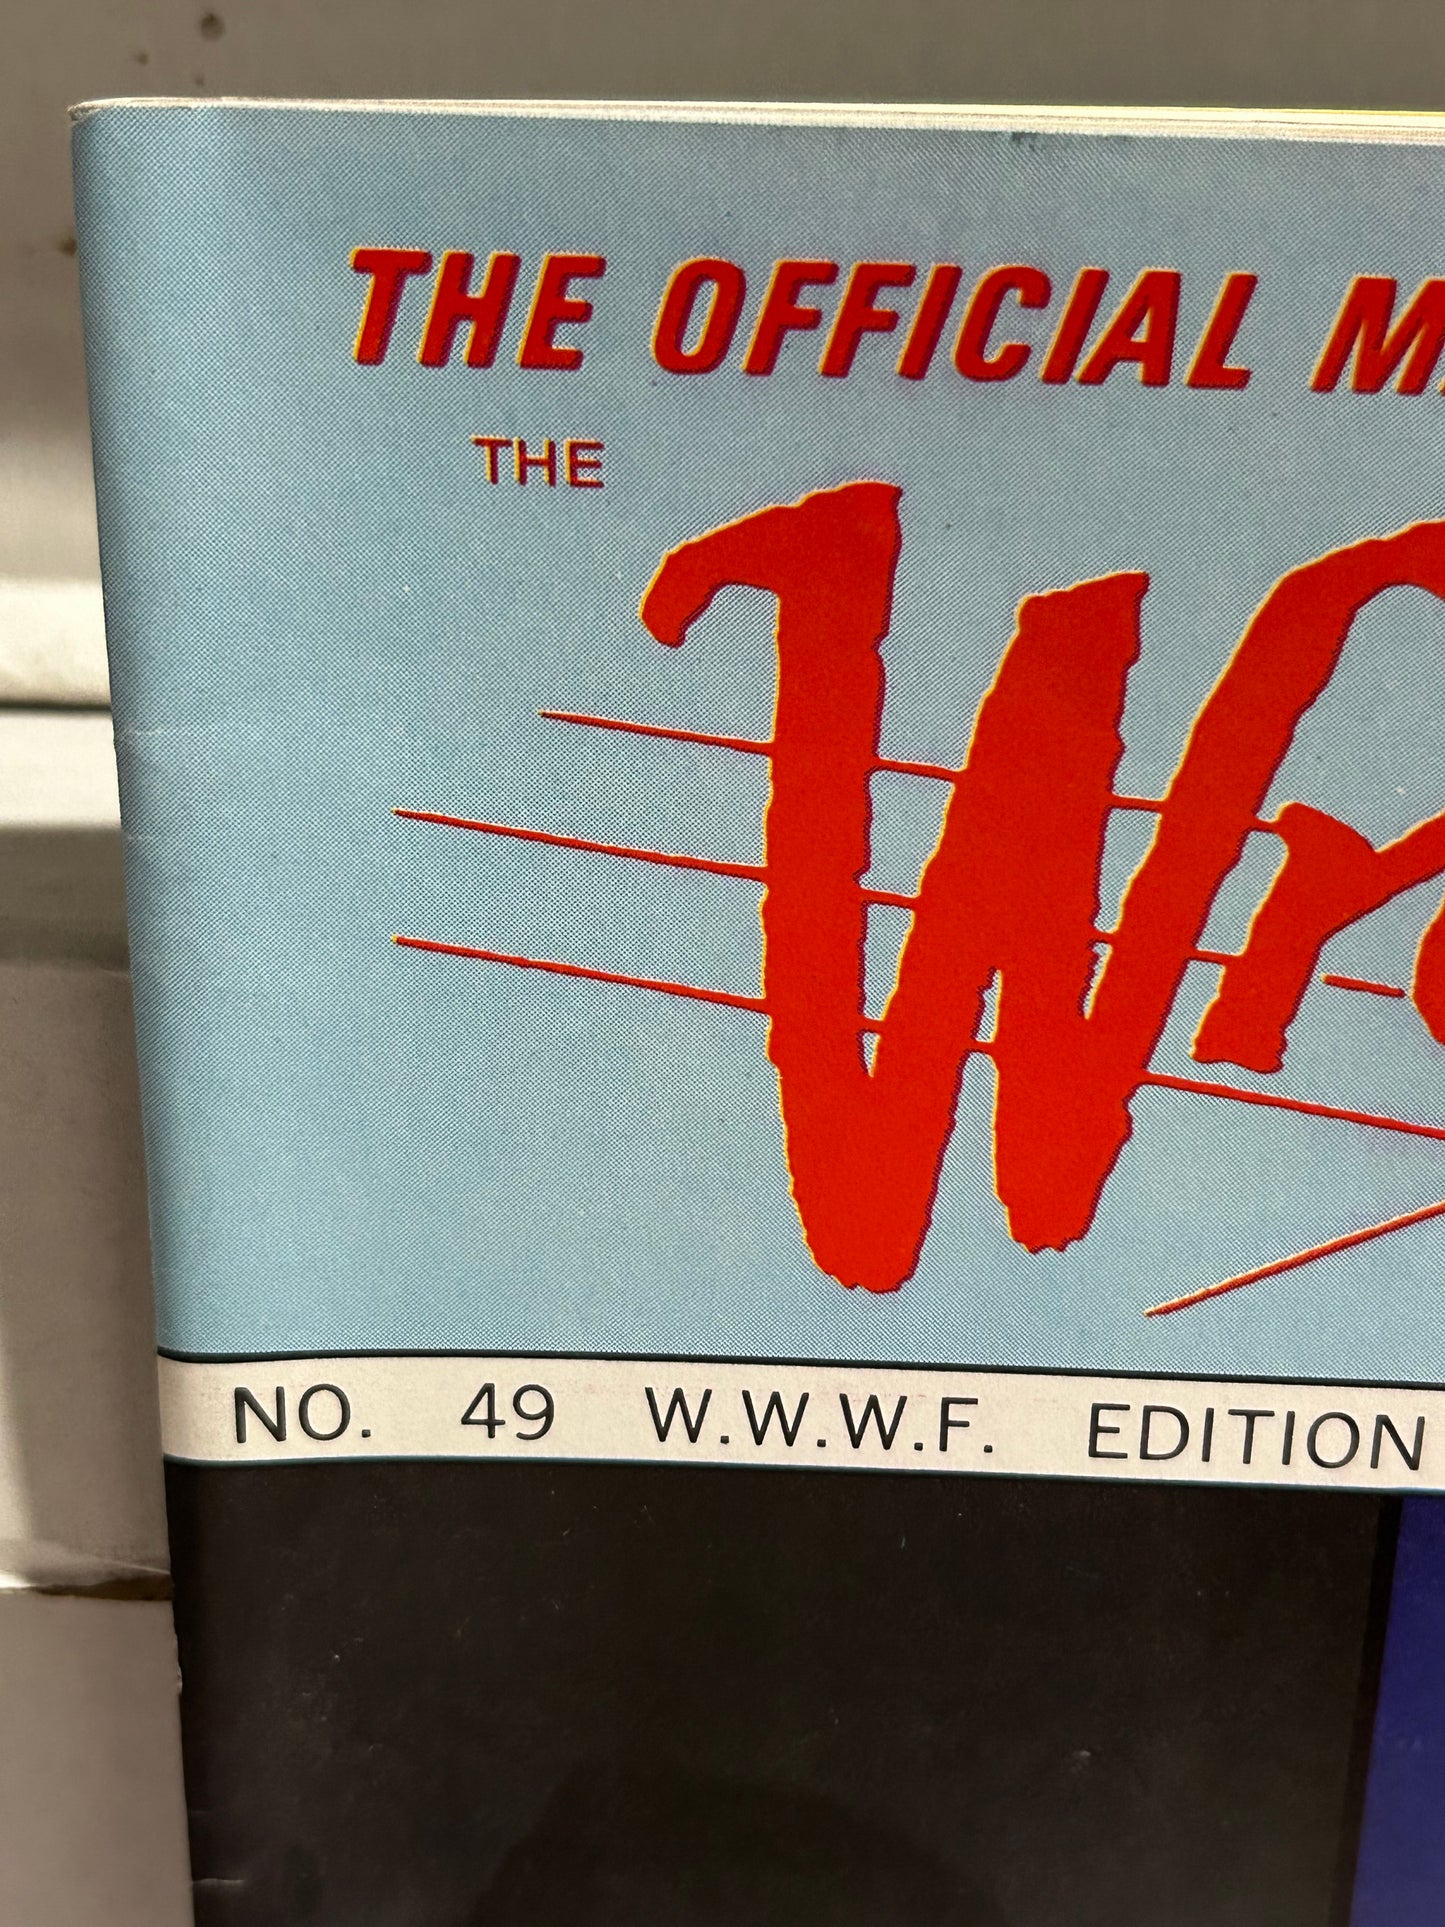 THE OFFICIAL
THE
NO. 49 W.W.W.F. EDITION